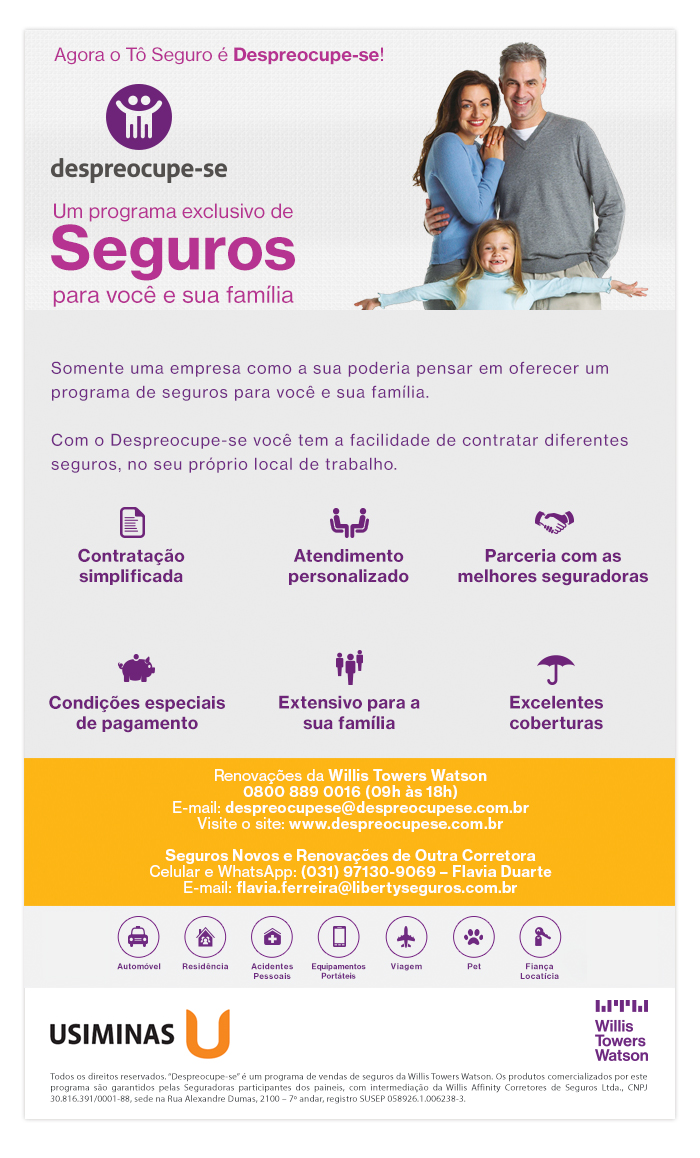 Agora o Tô Seguro é Despreocupe-se!
despreocupe-se
Um programa exclusivo de
Seguros
para você e sua família
Somente uma empresa como a sua poderia pensar em oferecer um
programa de seguros para você e sua família.
Com o Despreocupe-se você tem a facilidade de contratar diferentes
seguros, no seu próprio local de trabalho.
Contratação
simplificada
Atendimento
personalizado
Parceria com as
melhores seguradoras
Condições especiais
de pagamento
Extensivo para a
sua família
Excelentes
coberturas
Renovações da Willis Towers Watson
0800 889 0016 (09h às 18h)
E-mail: despreocupese@despreocupese.com.br
Visite o site: www.despreocupese.com.br
Seguros Novos e Renovações de Outra Corretora
Celular e WhatsApp: (031) 97130-9069 – Flavia Duarte
E-mail: flavia.ferreira@libertyseguros.com.br
Automóvel
Residência
Acidentes
Pessoais
Equipamentos
Portáteis
Viagem
Pet
Fiança
Locatícia
USIMINAS
Willis
Towers
Watson
Todos os direitos reservados. "Despreocupe-se" é um programa de vendas de seguros da Willis Towers Watson. Os produtos comercializados por este
programa são garantidos pelas Seguradoras participantes dos paineis, com intermediação da Willis Affinity Corretores de Seguros Ltda., CNPJ
30.816.391/0001-88, sede na Rua Alexandre Dumas, 2100 – 7º andar, registro SUSEP 058926.1.006238-3.